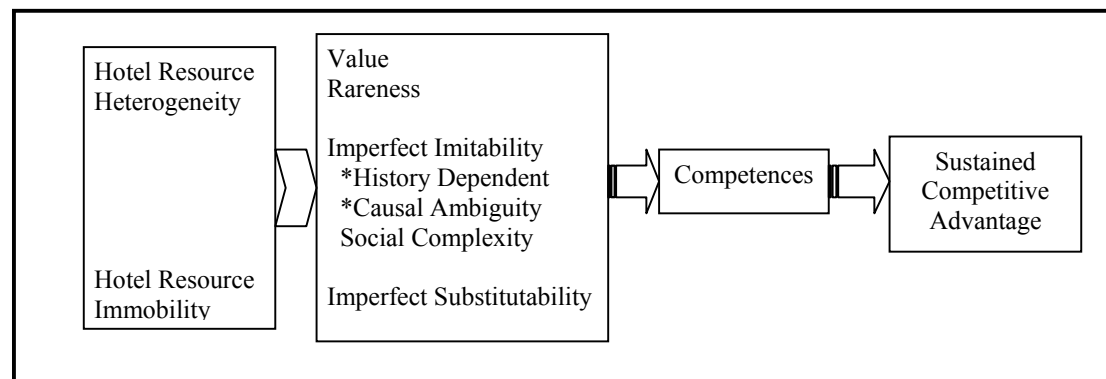 Hotel Resource
Heterogeneity
Hotel Resource
Immobility
Value
Rareness
Imperfect Imitability
*History Dependent
*Causal Ambiguity
Social Complexity
Imperfect Substitutability
Competences
Sustained
Competitive
Advantage